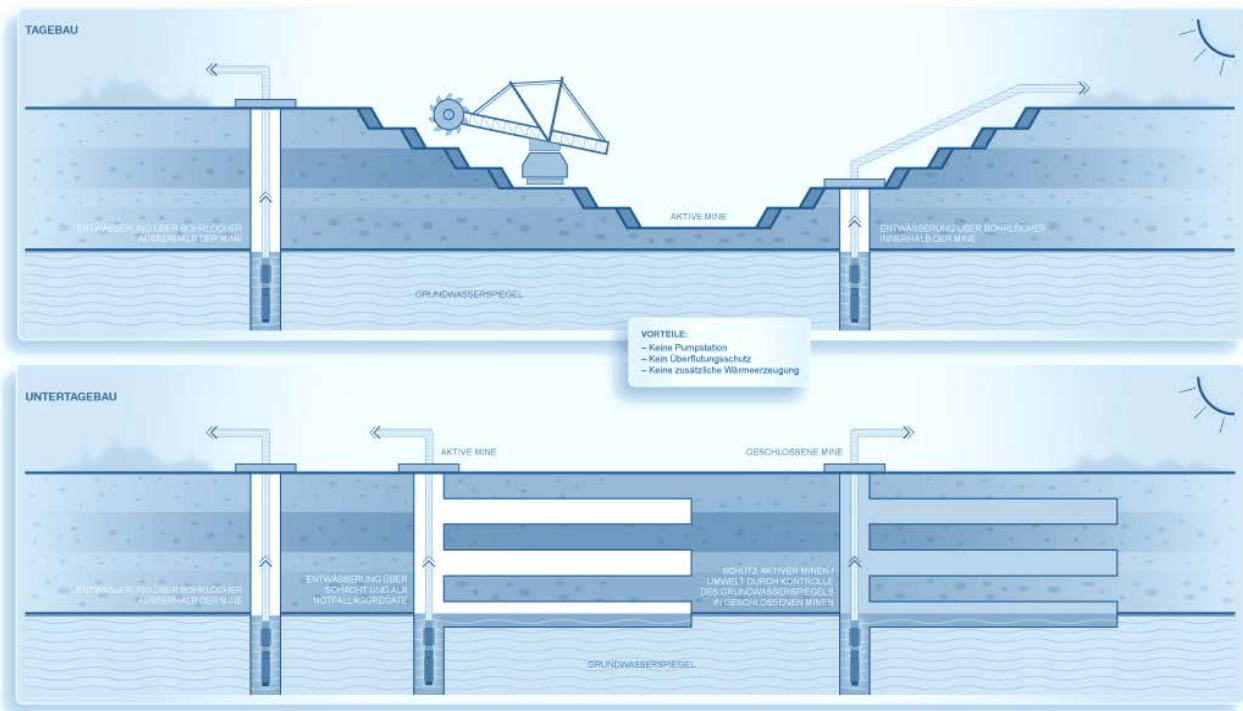 TAGEBAU
ENTWÄSSERUNG ÜBER BOHRLÖCHER
AUSSERHALB DER MINE
AKTIVE MINE
ENTWÄSSERUNG ÜBER BOHRLÖCHER
INNERHALB DER MINE
GRUNDWASSERSPIEGEL
VORTEILE:
– Keine Pumpstation
– Kein Überflutungsschutz
– Keine zusätzliche Wärmeerzeugung
UNTERTAGEBAU
AKTIVE MINE
GESCHLOSSENE MINE
ENTWÄSSERUNG ÜBER BOHRLÖCHER
AUSSERHALB DER MINE
ENTWÄSSERUNG ÜBER
SCHACHT UND ALS
NOTFALLAGGREGATE
SCHUTZ AKTIVER MINEN /
UMWELT DURCH KONTROLLE
DES GRUNDWASSERSPIEGELS
IN GESCHLOSSENEN MINEN
GRUNDWASSERSPIEGEL